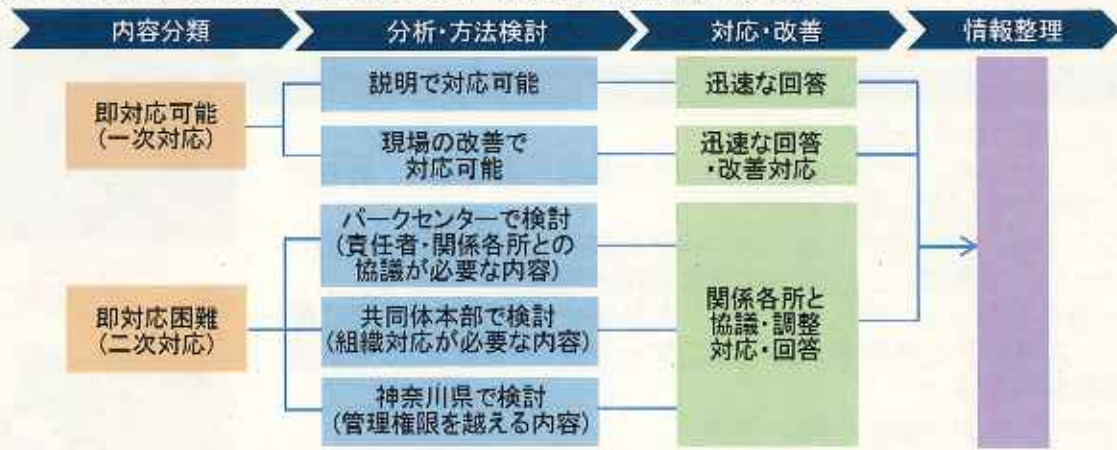 内容分類
分析・方法検討
対応・改善
情報整理
即対応可能
(一次対応)
説明で対応可能
迅速な回答
現場の改善で
対応可能
迅速な回答
・改善対応
パークセンターで検討
(責任者・関係各所との
協議が必要な内容)
即対応困難
(二次対応)
共同体本部で検討
(組織対応が必要な内容)
関係各所と
協議・調整
対応・回答
神奈川県で検討
(管理権限を越える内容)